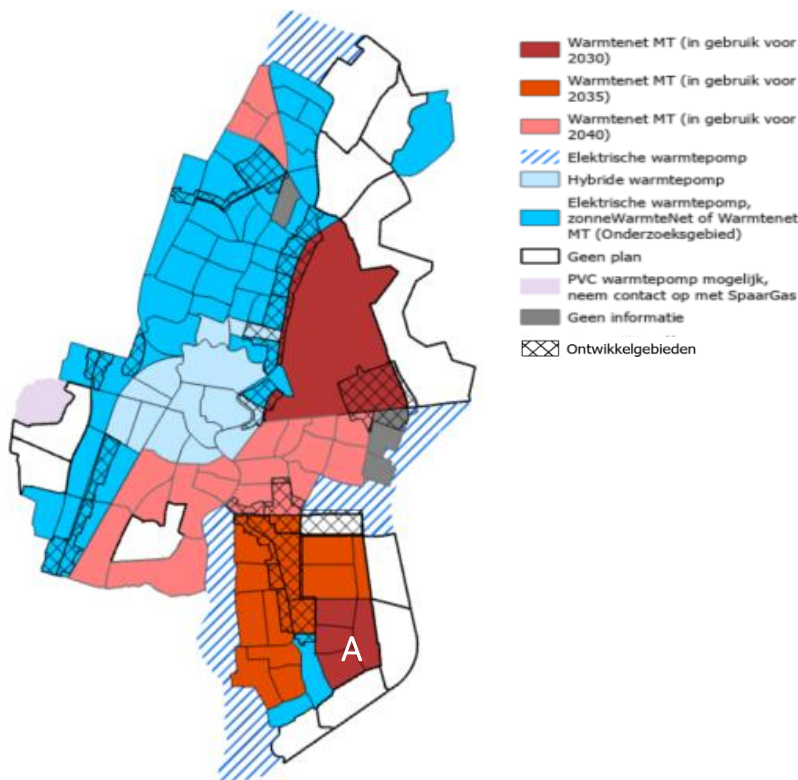 Warmtenet MT (in gebruik voor
2030)
Warmtenet MT (in gebruik voor
2035)
Warmtenet MT (in gebruik voor
2040)
Elektrische warmtepomp
Hybride warmtepomp
Elektrische warmtepomp,
zonneWarmteNet of Warmtenet
MT (Onderzoeksgebied)
Geen plan
PVC warmtepomp mogelijk,
neem contact op met SpaarGas
Geen informatie
Ontwikkelgebieden
A